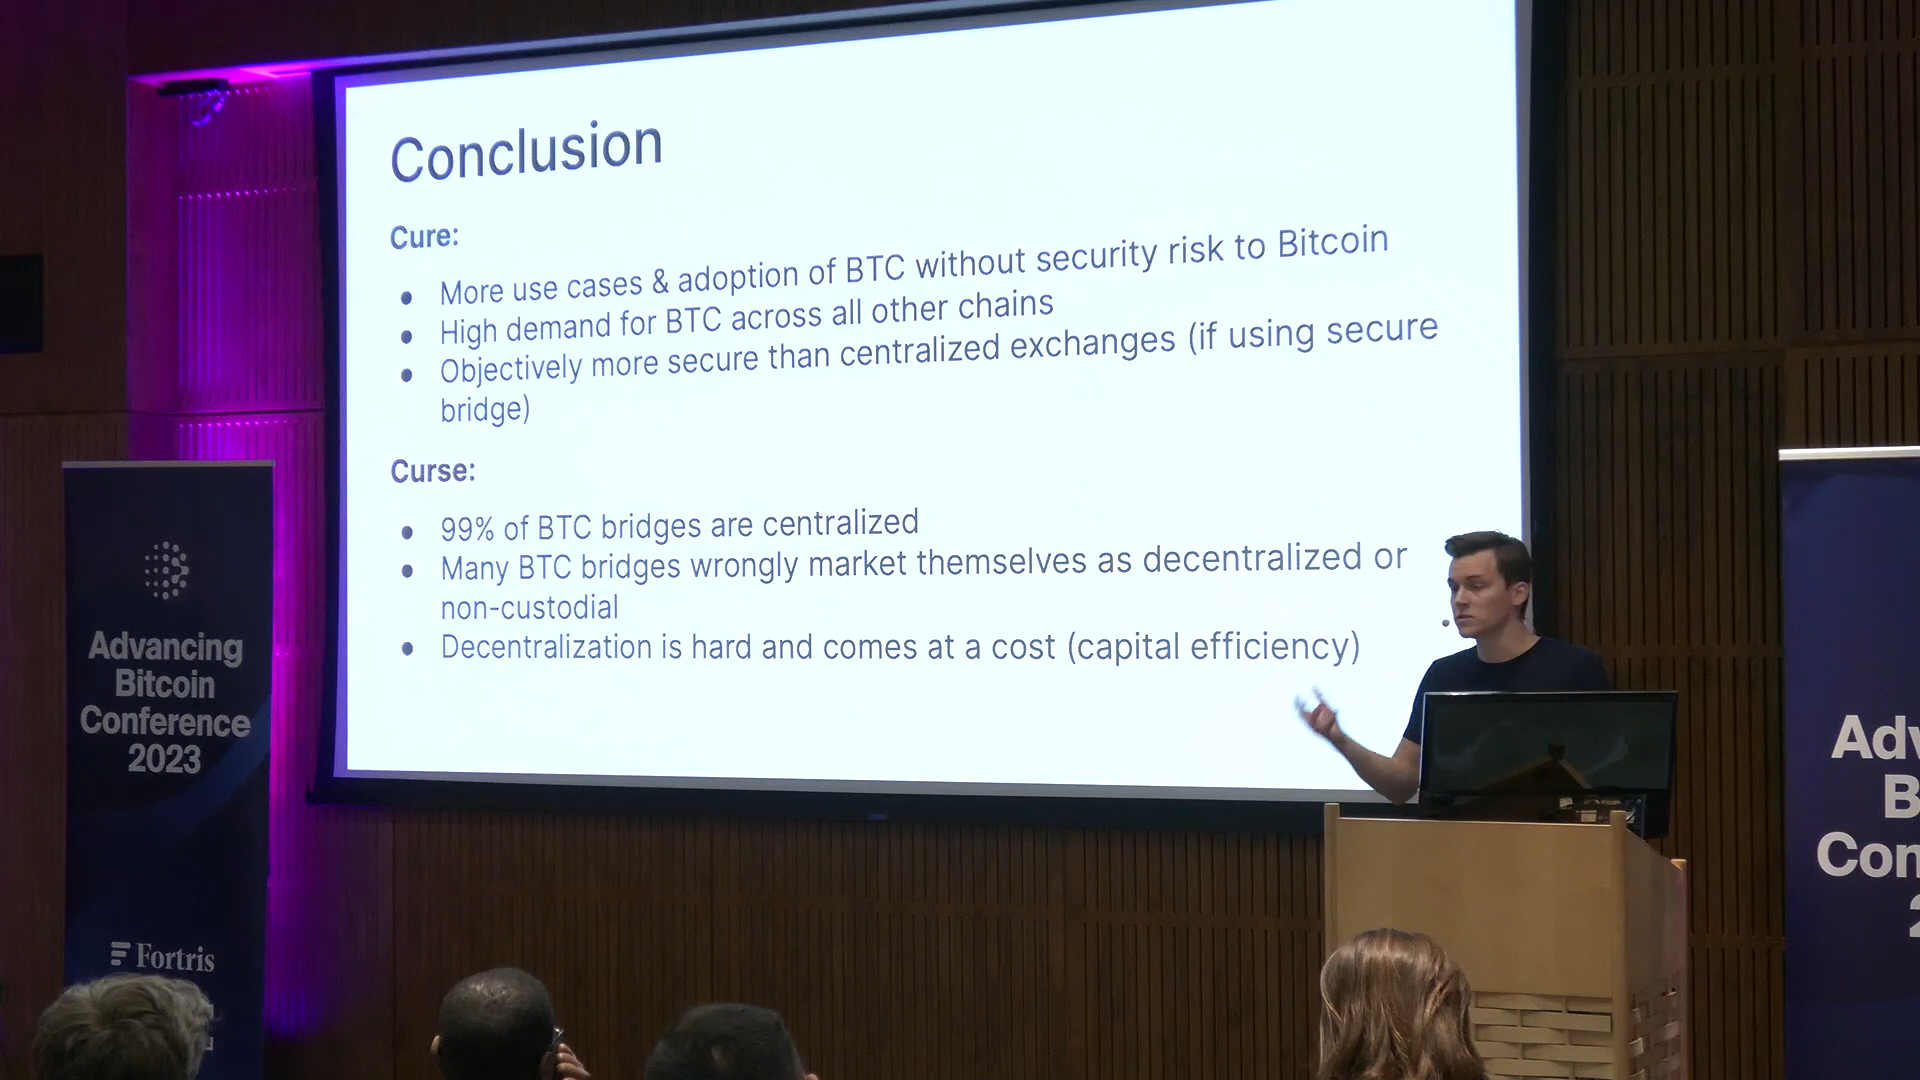 Conclusion
Cure:
● More use cases & adoption of BTC without security risk to Bitcoin
● High demand for BTC across all other chains
● Objectively more secure than centralized exchanges (if using secure
bridge)
Curse:
● 99% of BTC bridges are centralized
● Many BTC bridges wrongly market themselves as decentralized or
non-custodial
● Decentralization is hard and comes at a cost (capital efficiency)
Advancing
Bitcoin
Conference
2023
Fortris
Adv
B
Con
2